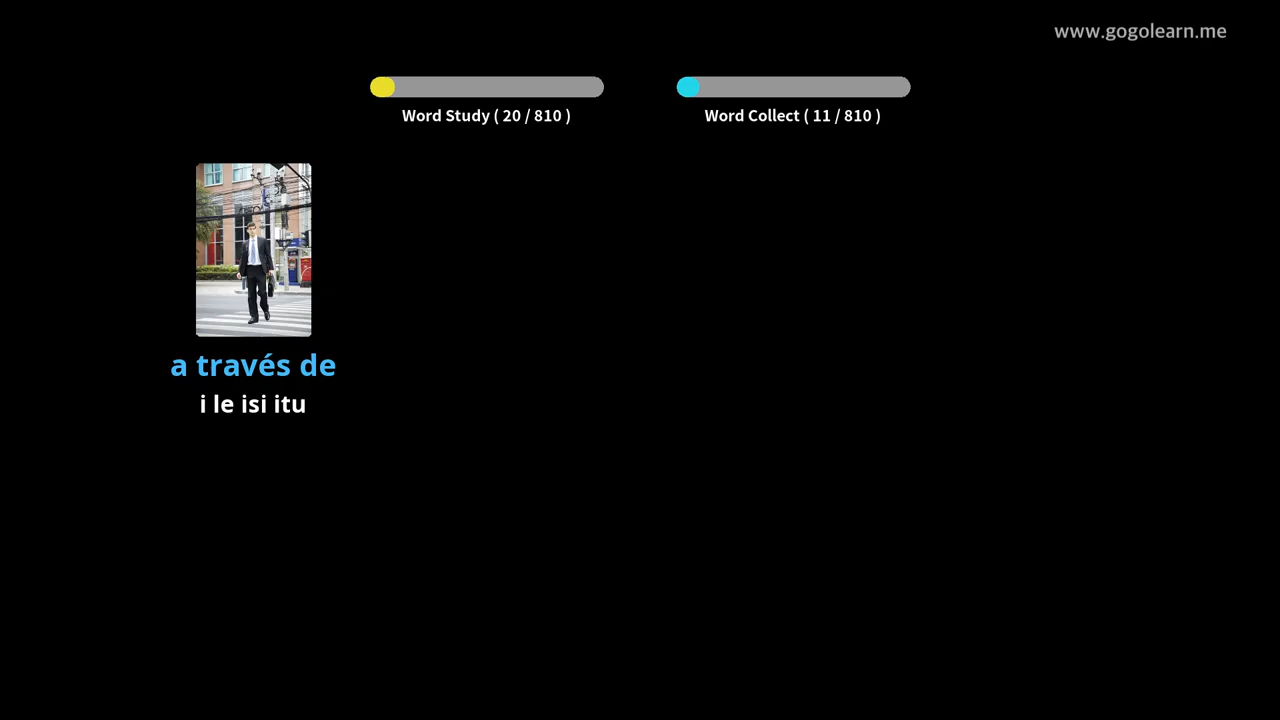 www.gogolearn.me
Word Study ( 20 / 810 )
Word Collect ( 11 / 810 )
a través de
i le isi itu